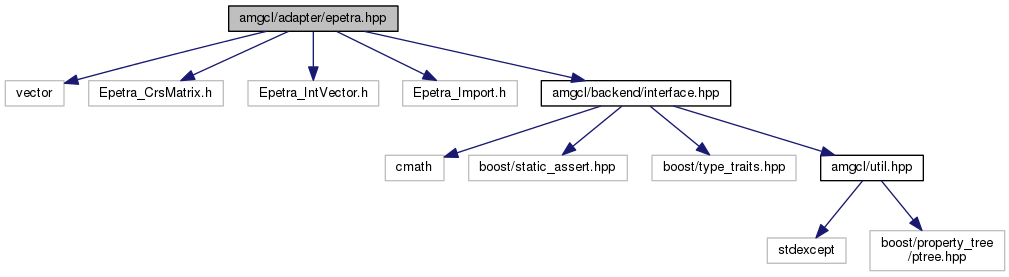 amgcl/adapter/epetra.hpp
vector
Epetra_CrsMatrix.h
Epetra_IntVector.h
Epetra_Import.h
amgcl/backend/interface.hpp
cmath
boost/static_assert.hpp
boost/type_traits.hpp
amgcl/util.hpp
stdexcept
boost/property_tree
/ptree.hpp